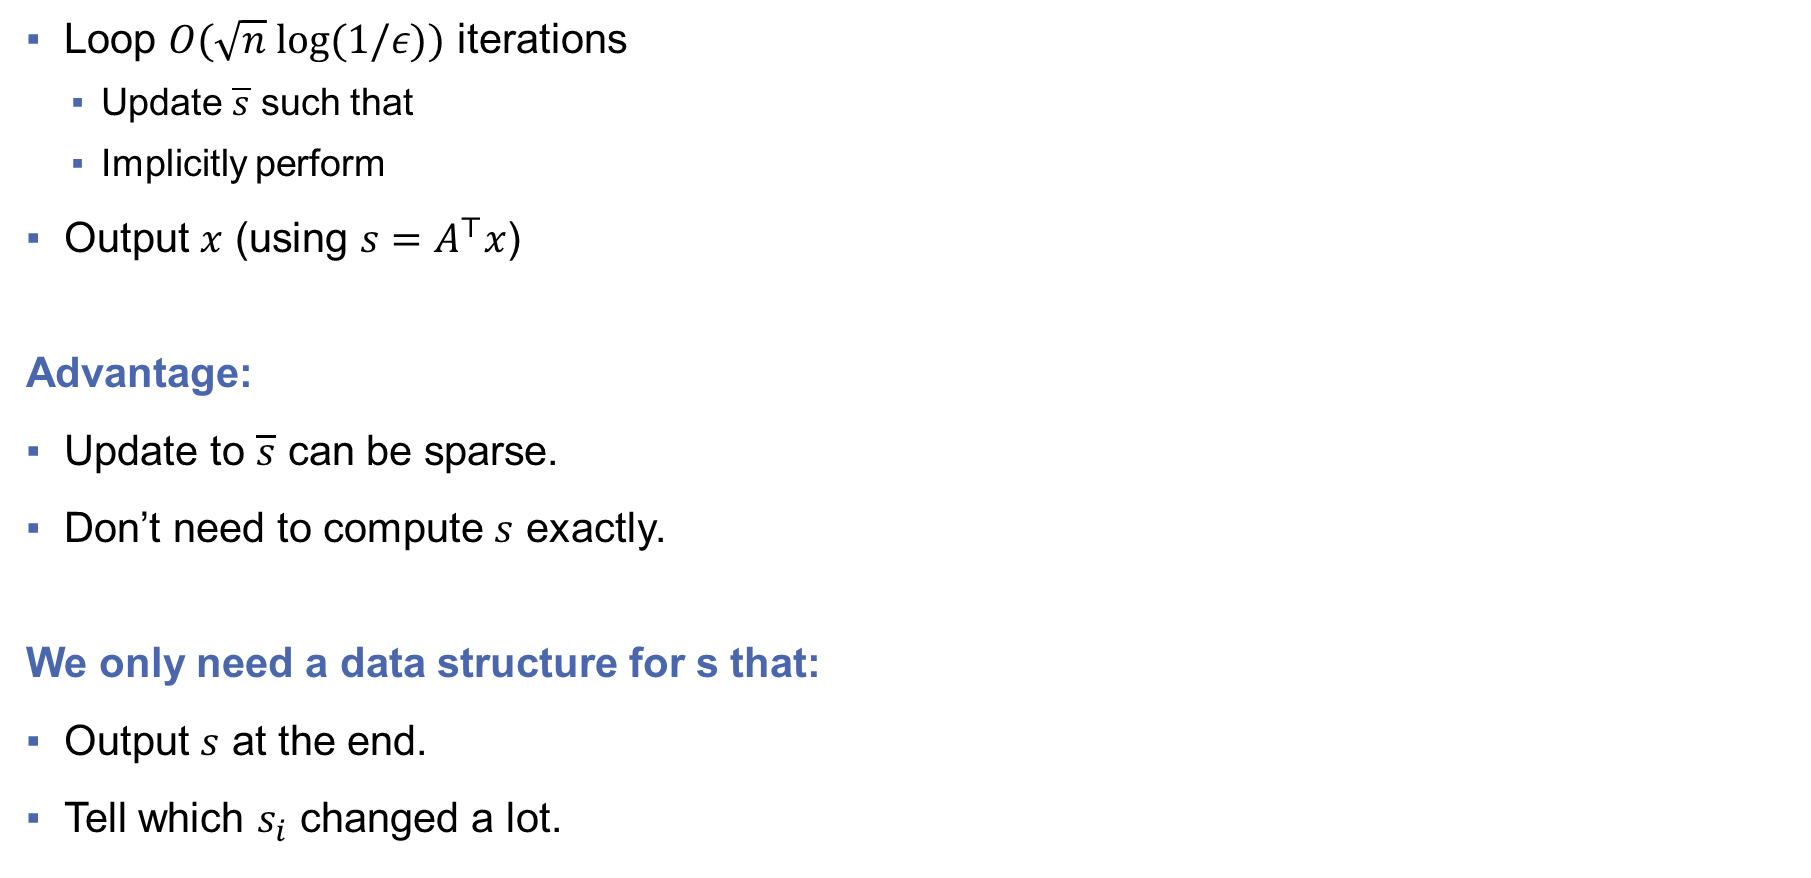 ▪ Loop O(√n log(1/ϵ)) iterations
▪ Update s̅ such that
▪ Implicitly perform
▪ Output x (using s = A⊤x)
Advantage:
▪ Update to s̅ can be sparse.
▪ Don’t need to compute s exactly.
We only need a data structure for s that:
▪ Output s at the end.
▪ Tell which sᵢ changed a lot.